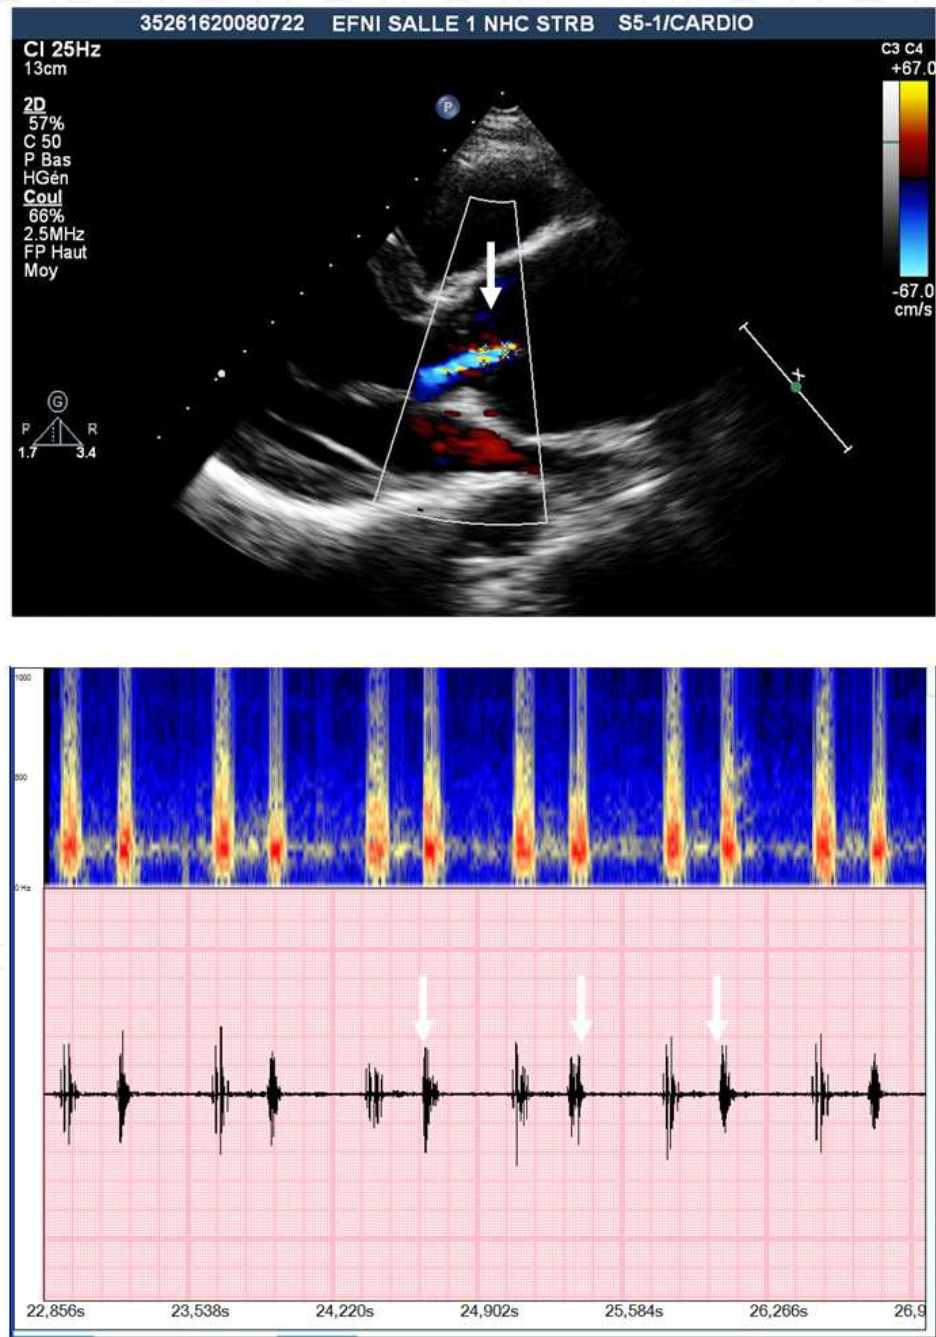 35261620080722 EFNI SALLE 1 NHC STRB S5-1/CARDIO
CI 25Hz
13cm
2D
57%
C 50
P Bas
HGén
Coul
66%
2.5MHz
FP Haut
Moy
P
C3 C4
+67.0
-67.0
cm/s
X
G
P R
1.7 3.4
1000
500
0 Hz
22,856s 23,538s 24,220s 24,902s 25,584s 26,266s 26,9